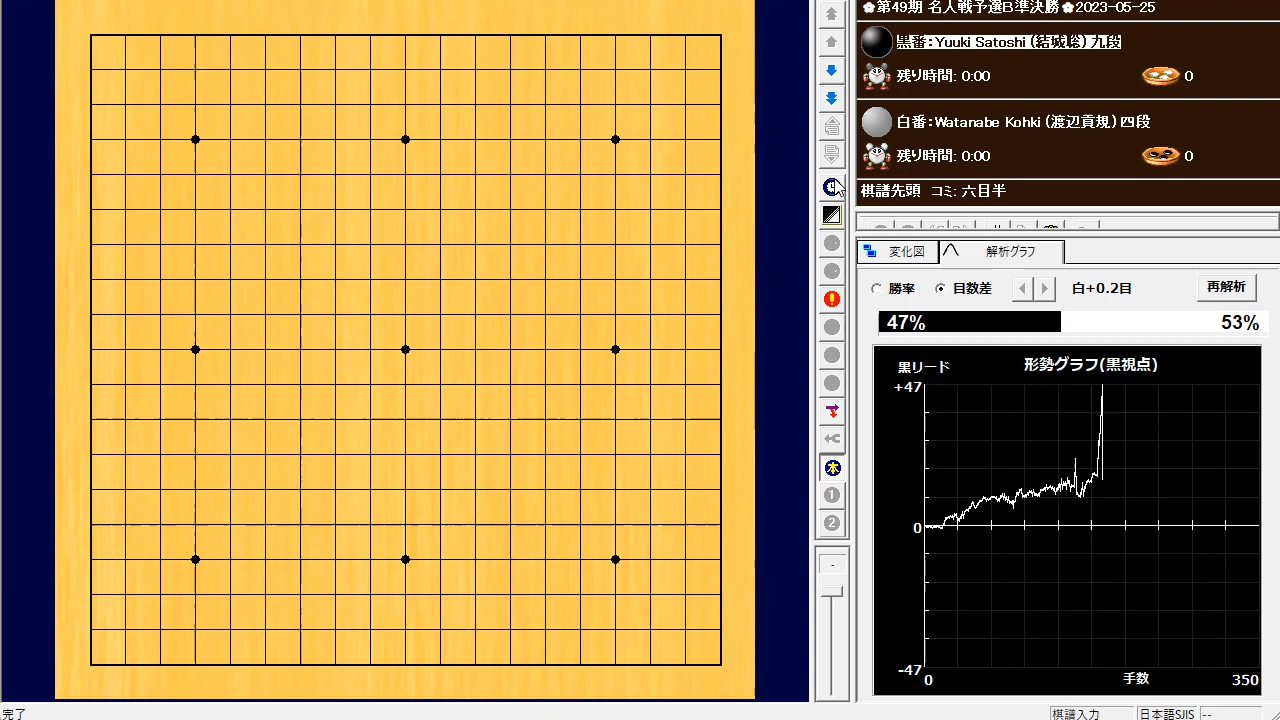 ✿第49期 名人戦予選B準決勝✿2023-05-25
黒番:Yuuki Satoshi (結城聡) 九段
残り時間: 0:00
0
白番:Watanabe Kohki (渡辺貢規) 四段
残り時間: 0:00
0
棋譜先頭 コミ: 六目半
変化図
解析グラフ
勝率
目数差
白+0.2目
再解析
47%
53%
形勢グラフ(黒視点)
黒リード
+47
0
-47
0
手数
350
本
1
2
-
完了
棋譜入力
日本語SJIS
--